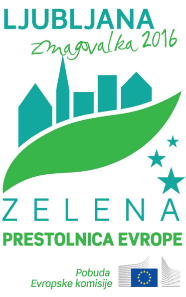 LJUBLJANA
zmagovalka 2016
ZELENA
PRESTOLNICA EVROPE
Pobuda
Evropske komisije